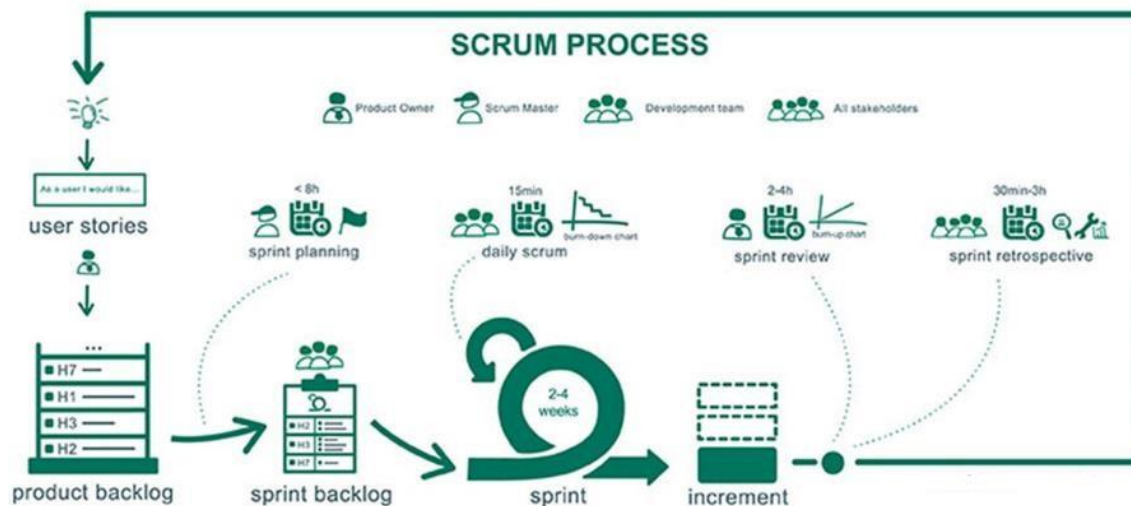 SCRUM PROCESS
Product Owner
Scrum Master
Development team
All stakeholders
As a user I would like...
user stories
< 8h
sprint planning
15min
burn-down chart
daily scrum
2-4h
burn-up chart
sprint review
30min-3h
sprint retrospective
...
H7
H1
H3
H2
product backlog
H2
H3
H7
sprint backlog
2-4
weeks
sprint
increment